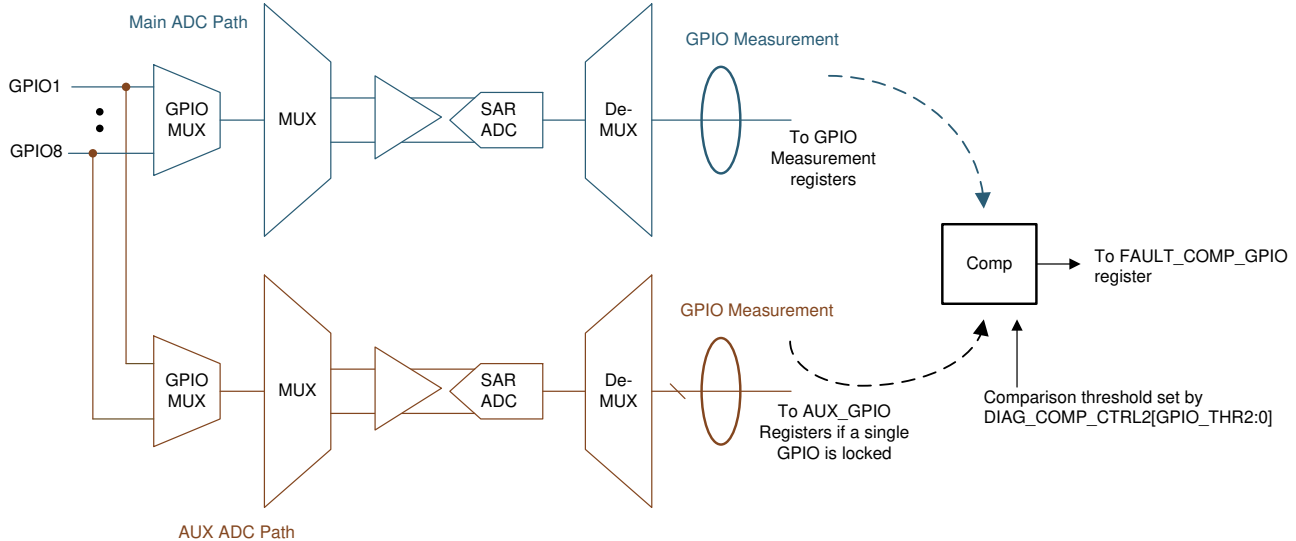 Main ADC Path
GPIO Measurement
GPIO1
GPIO8
GPIO
MUX
MUX
SAR
ADC
De-
MUX
To GPIO
Measurement
registers
Comp
To FAULT_COMP_GPIO
register
GPIO Measurement
GPIO
MUX
MUX
SAR
ADC
De-
MUX
To AUX_GPIO
Registers if a single
GPIO is locked
Comparison threshold set by
DIAG_COMP_CTRL2[GPIO_THR2:0]
AUX ADC Path